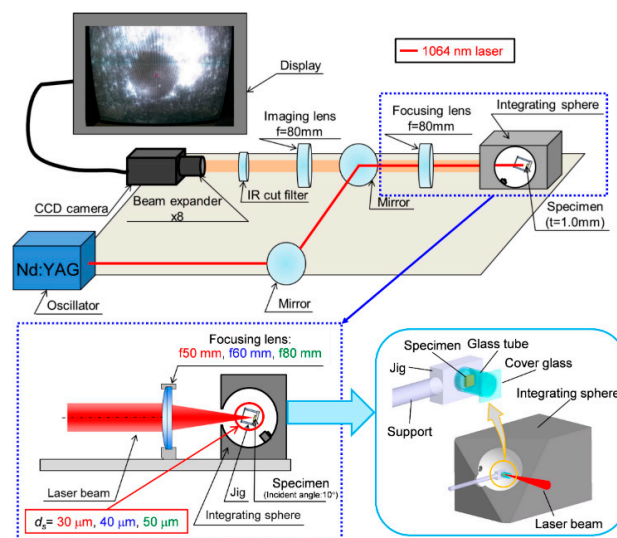 1064 nm laser
Display
Imaging lens
f=80mm
Focusing lens
f=80mm
Integrating sphere
CCD camera
Beam expander
x8
IR cut filter
Mirror
Specimen
(t=1.0mm)
Nd:YAG
Oscillator
Mirror
Focusing lens:
f50 mm, f60 mm, f80 mm
Laser beam
Jig
Specimen
(Incident angle:10°)
Integrating sphere
ds= 30 μm, 40 μm, 50 μm
Specimen
Glass tube
Cover glass
Jig
Integrating sphere
Support
Laser beam